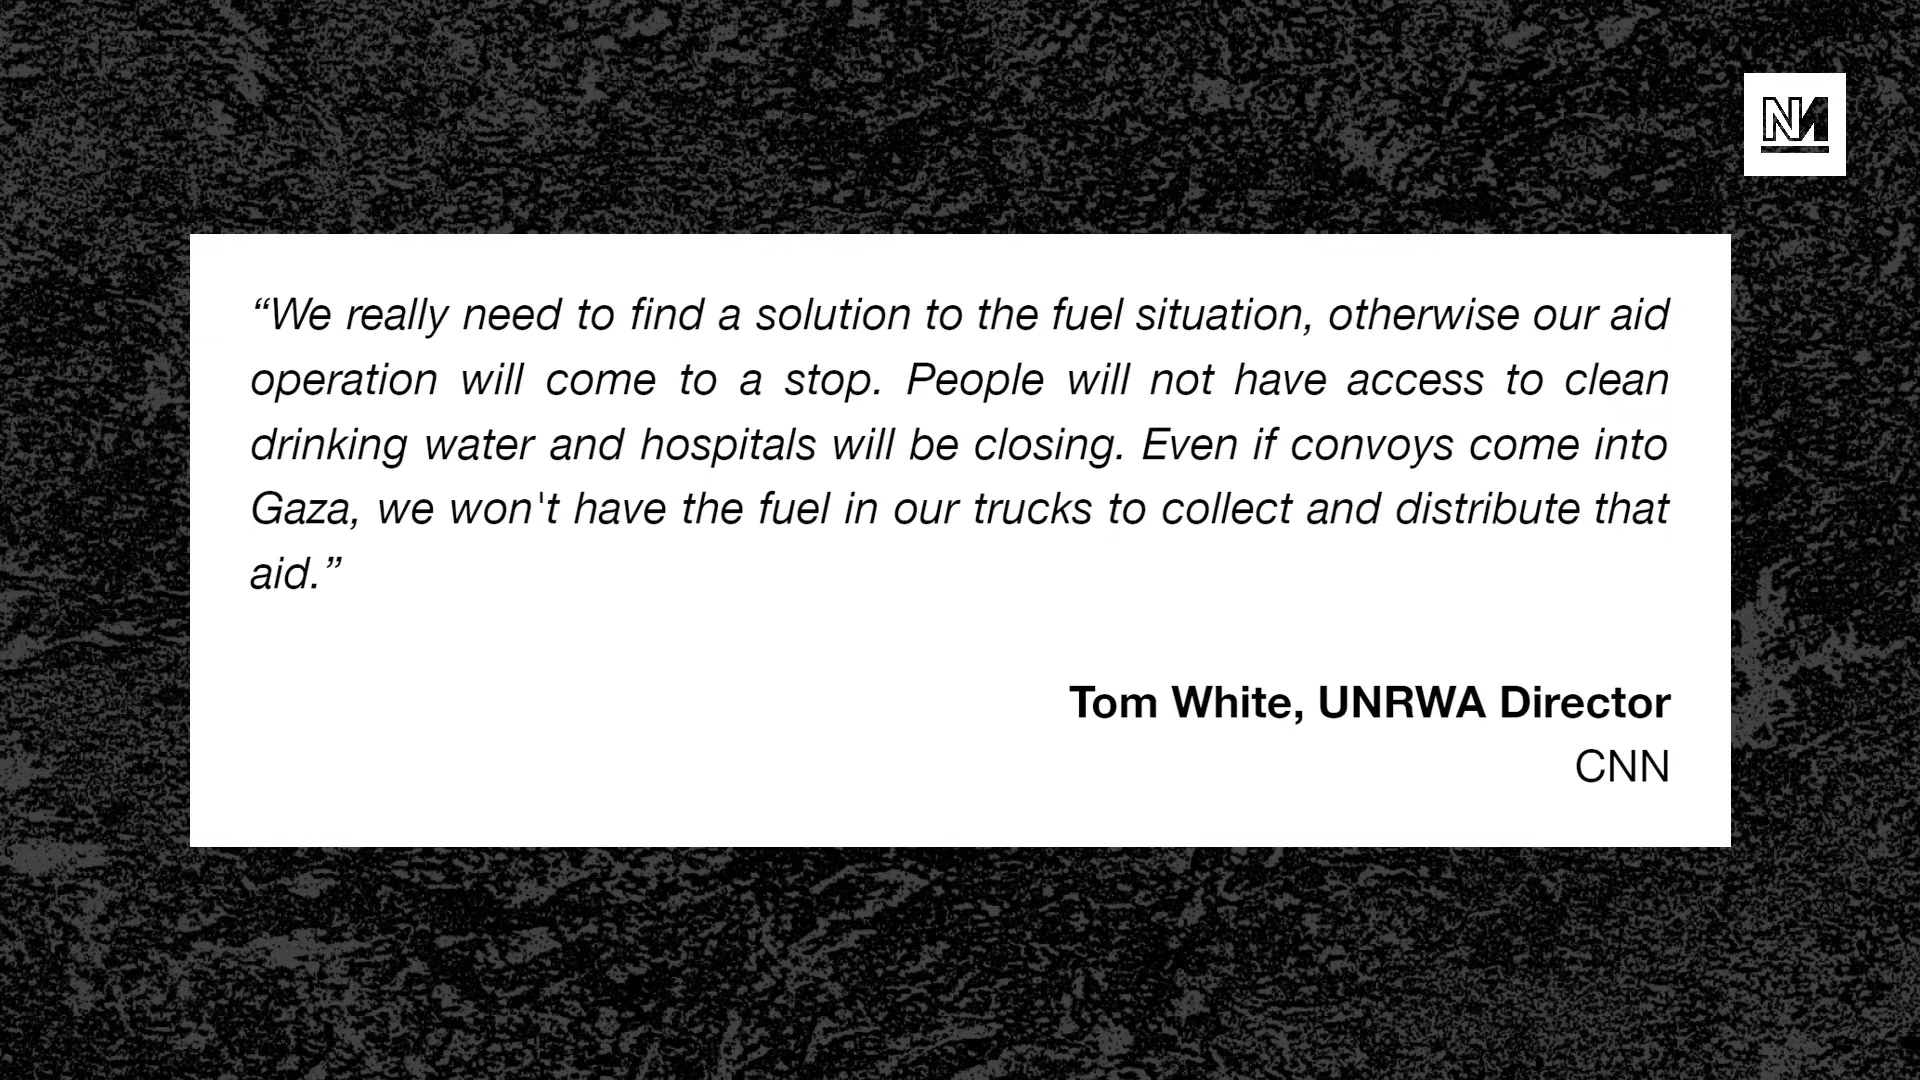 NM
“We really need to find a solution to the fuel situation, otherwise our aid
operation will come to a stop. People will not have access to clean
drinking water and hospitals will be closing. Even if convoys come into
Gaza, we won't have the fuel in our trucks to collect and distribute that
aid.”
Tom White, UNRWA Director
CNN